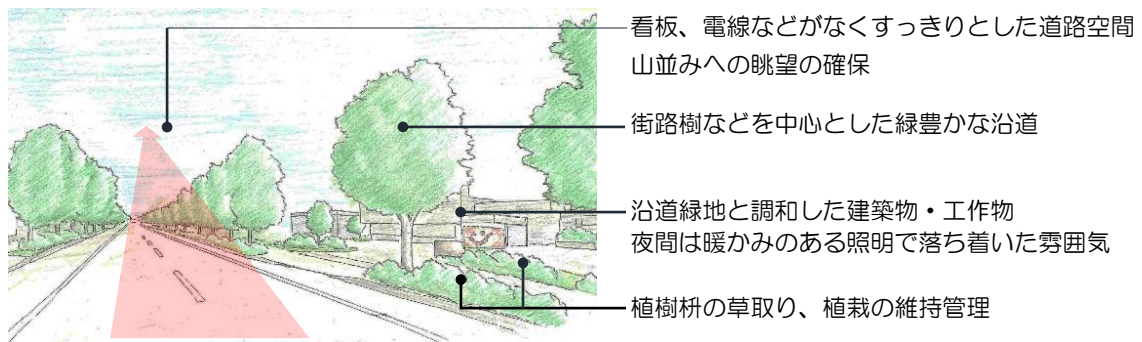 看板、電線などがなくすっきりとした道路空間
山並みへの眺望の確保
街路樹などを中心とした緑豊かな沿道
沿道緑地と調和した建築物・工作物
夜間は暖かみのある照明で落ち着いた雰囲気
植樹枡の草取り、植栽の維持管理